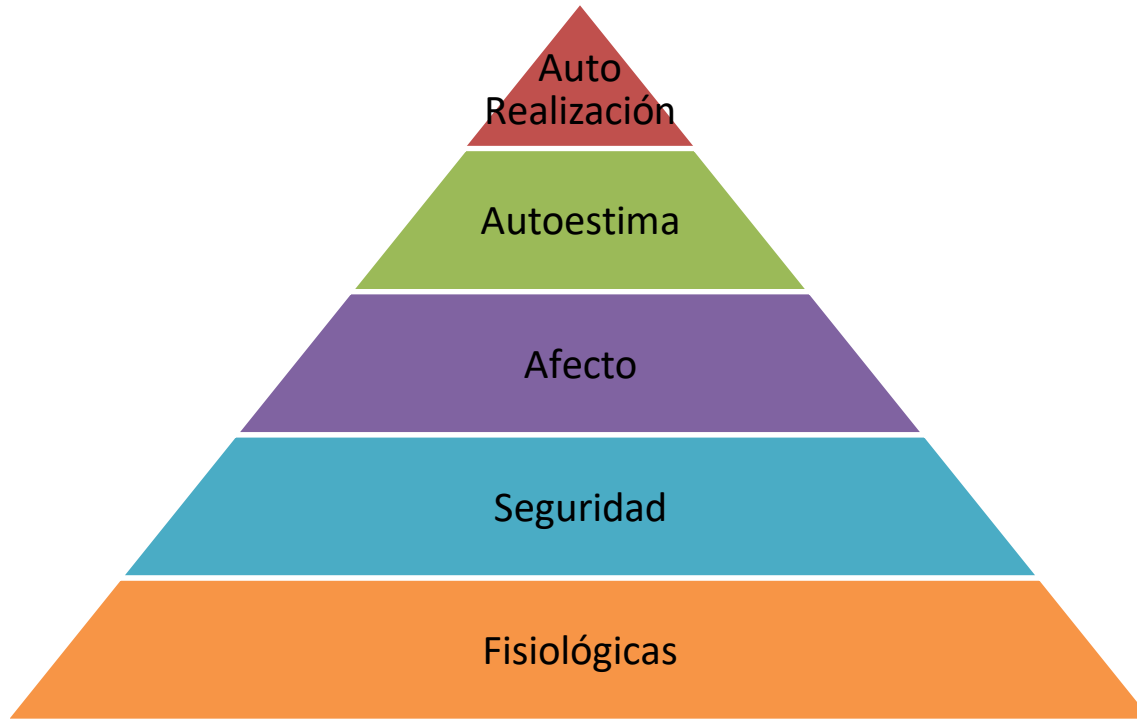 Auto
Realización
Autoestima
Afecto
Seguridad
Fisiológicas